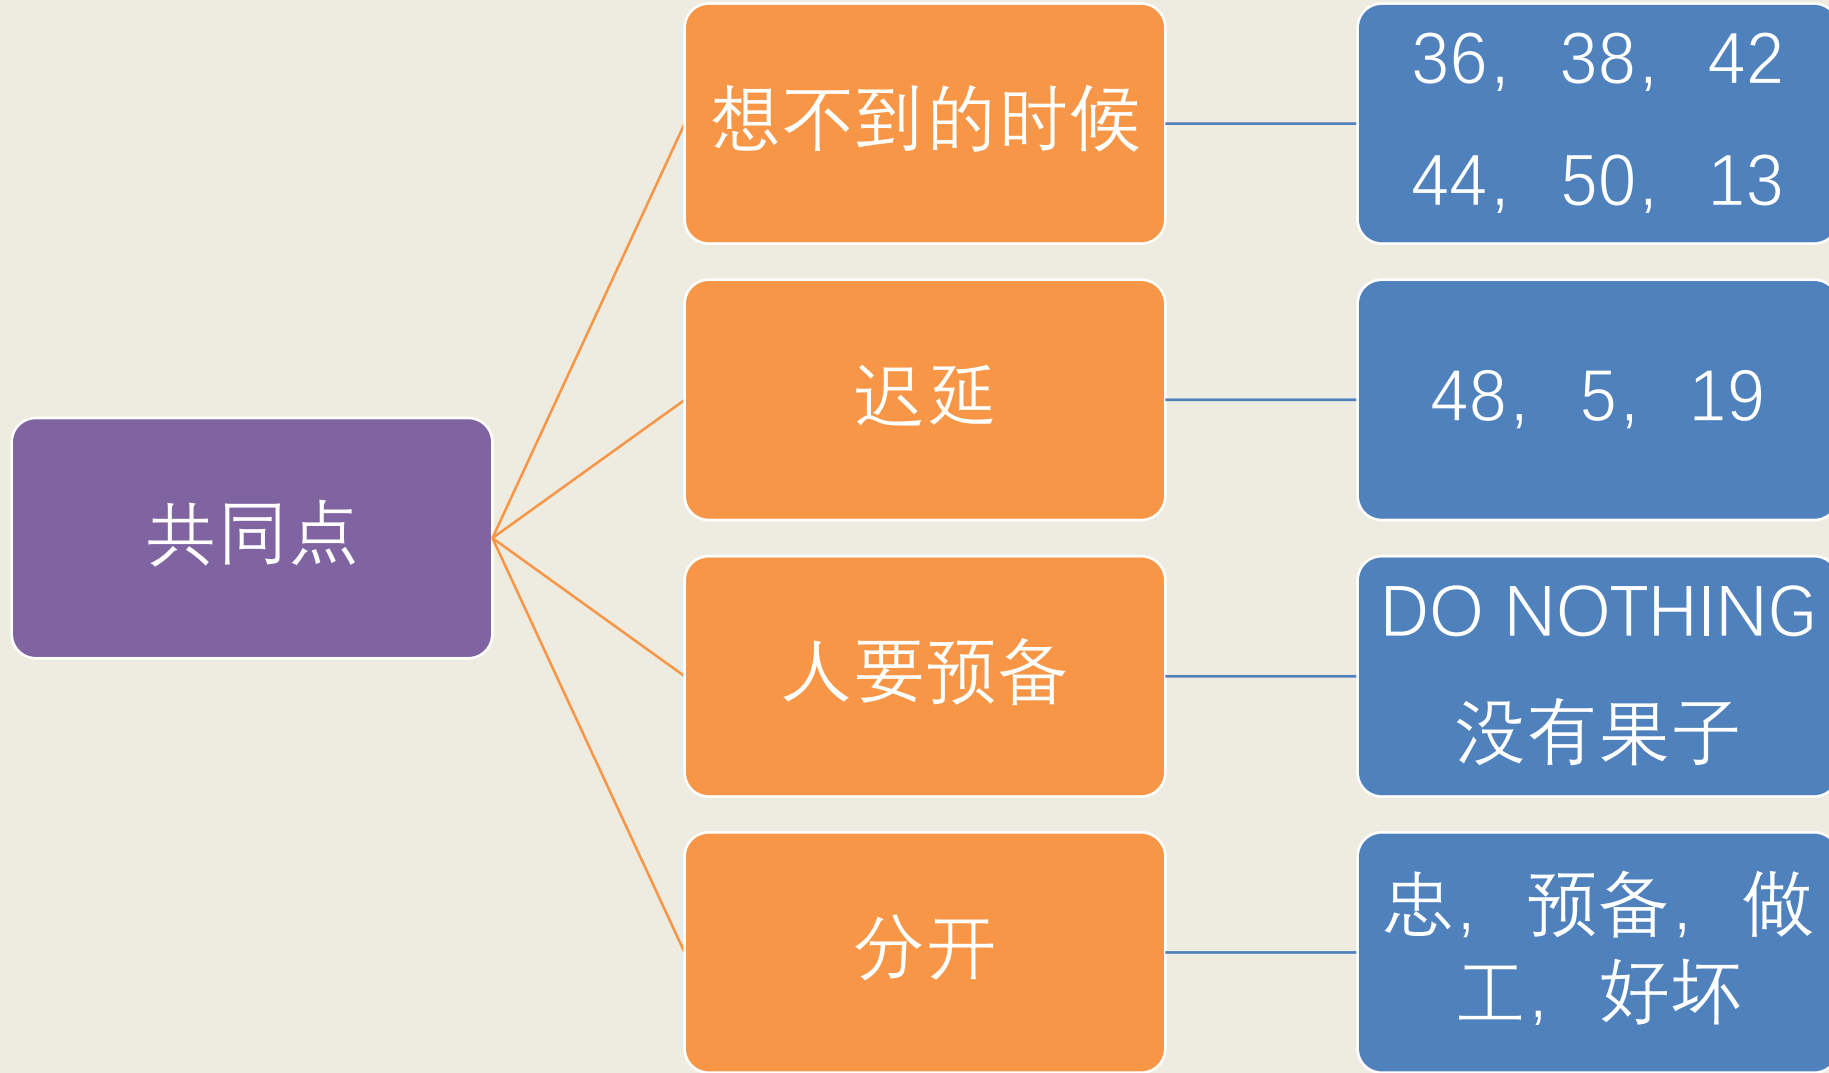 共同点
想不到的时候
36, 38, 42
44, 50, 13
迟延
48, 5, 19
人要预备
DO NOTHING
没有果子
分开
忠, 预备, 做
工, 好坏